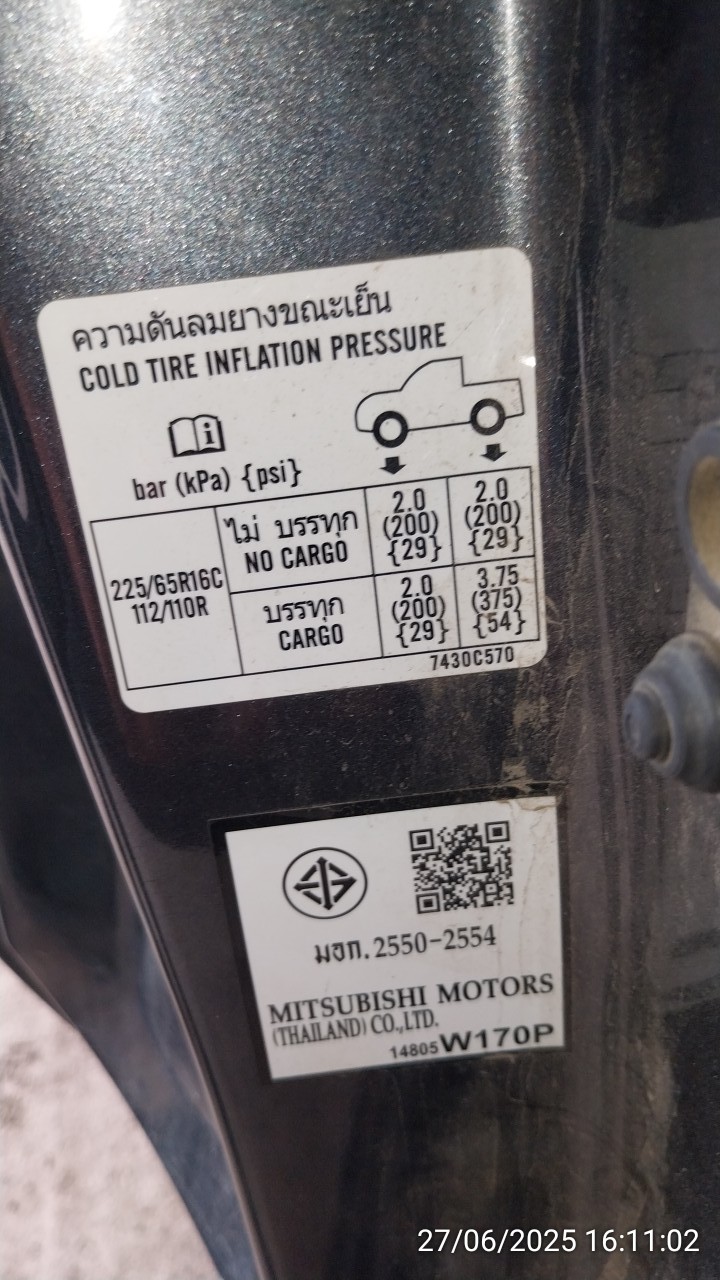 ความดันลมยางขณะเย็น
COLD TIRE INFLATION PRESSURE
bar (kPa) {psi}
225/65R16C
112/110R
ไม่ บรรทุก
NO CARGO
2.0
(200)
{29}
2.0
(200)
{29}
บรรทุก
CARGO
2.0
(200)
{29}
3.75
(375)
{54}
7430C570
มอก. 2550-2554
MITSUBISHI MOTORS
(THAILAND) CO.,LTD.
14805 W170P
27/06/2025 16:11:02